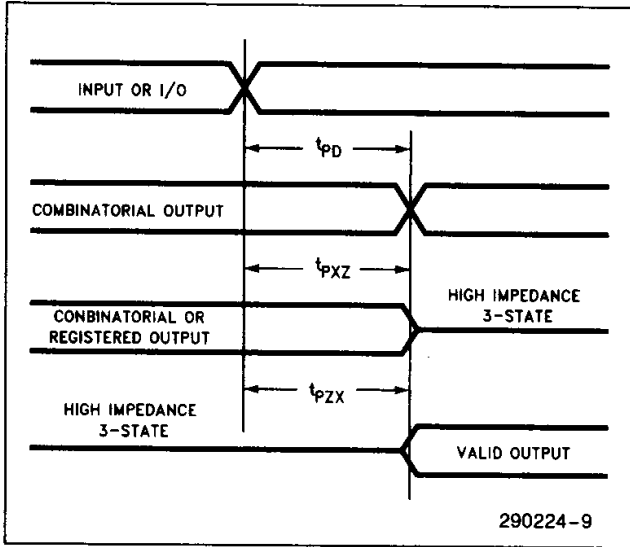 INPUT OR I/O
tPD
COMBINATORIAL OUTPUT
tPXZ
CONBINATORIAL OR
REGISTERED OUTPUT
HIGH IMPEDANCE
3-STATE
tPZX
HIGH IMPEDANCE
3-STATE
VALID OUTPUT
290224-9